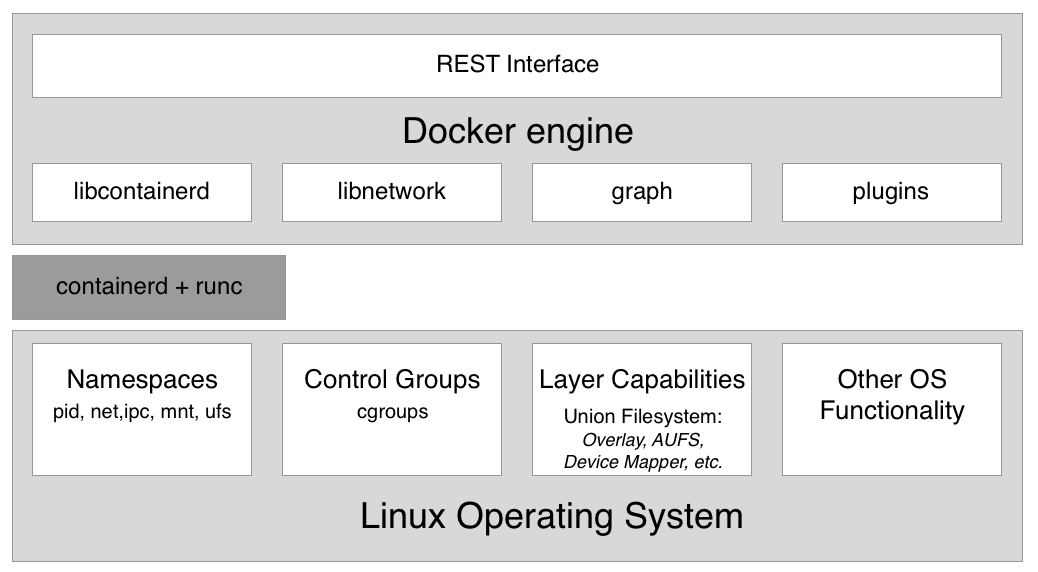 REST Interface
Docker engine
libcontainerd
libnetwork
graph
plugins
containerd + runc
Namespaces
pid, net,ipc, mnt, ufs
Control Groups
cgroups
Layer Capabilities
Union Filesystem:
Overlay, AUFS,
Device Mapper, etc.
Other OS
Functionality
Linux Operating System